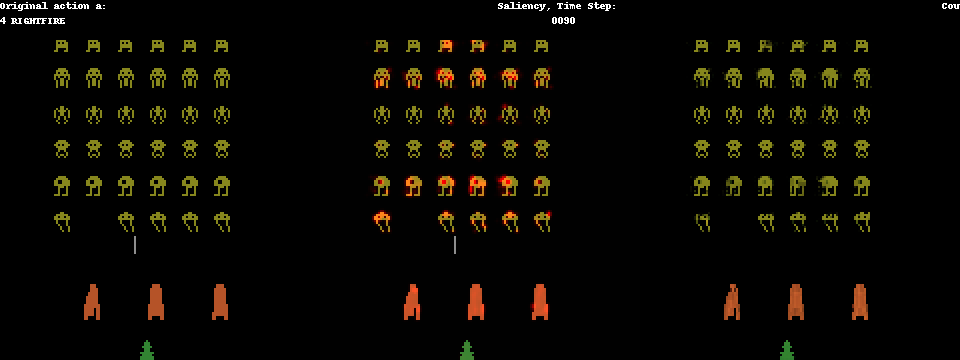 Original action a:
4 RIGHTFIRE
Saliency, Time Step:
0090
Cou